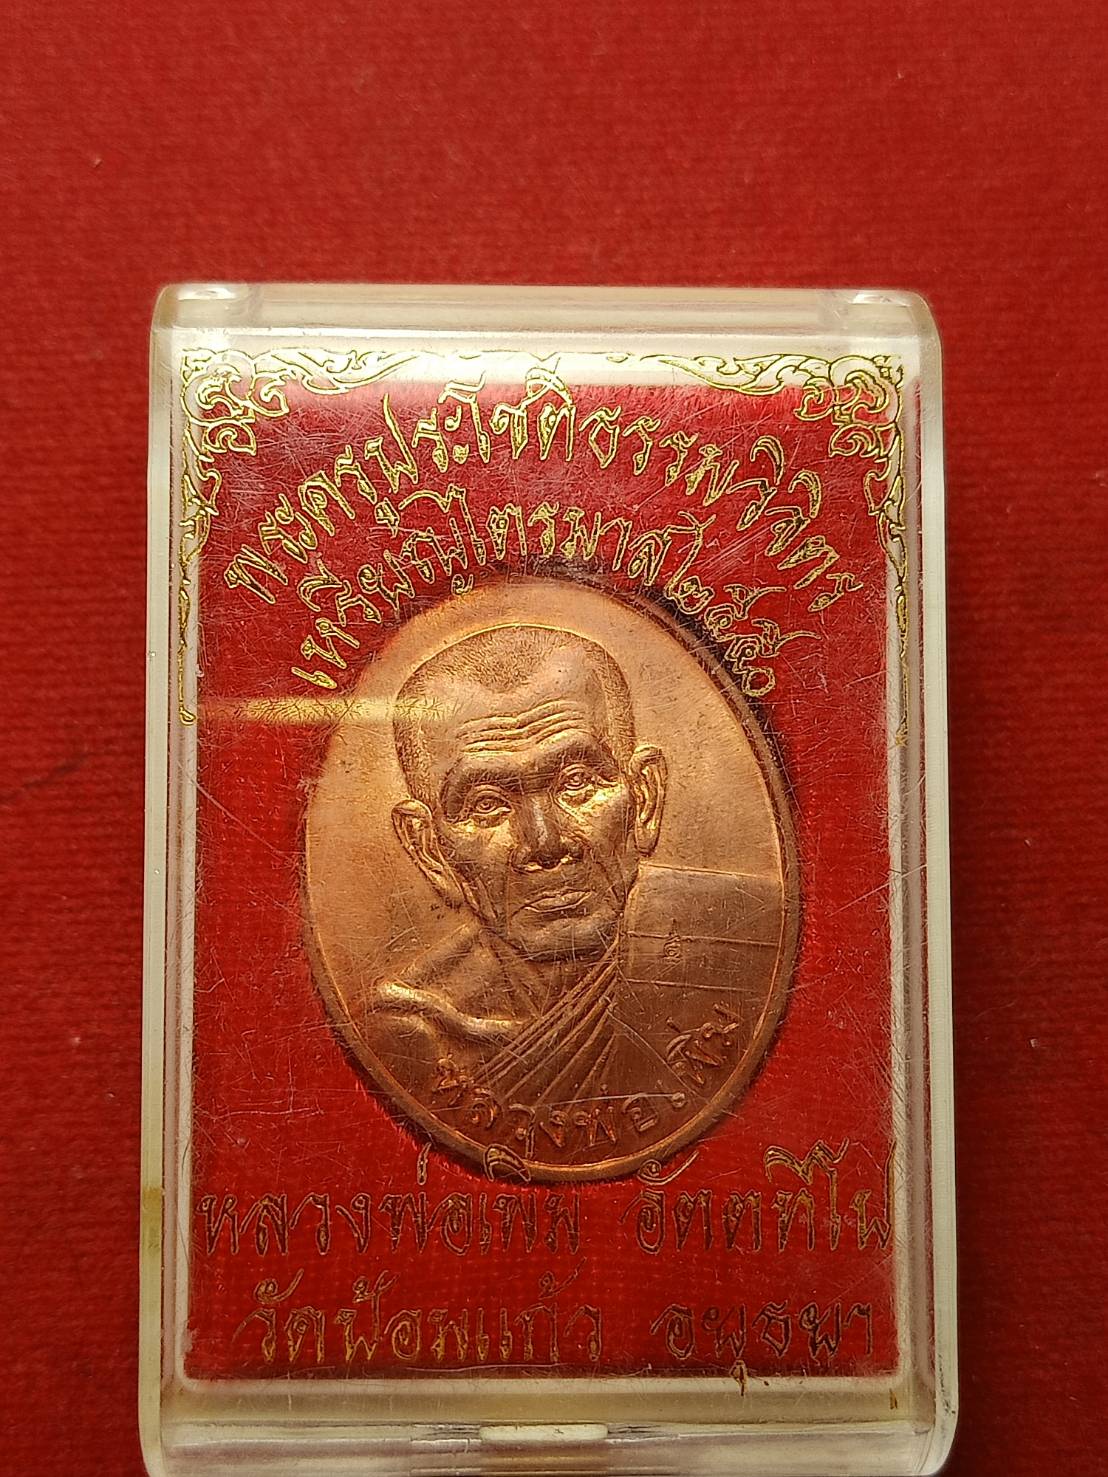 พระครูประโชติธรรมวิจิตร
เหรียญไตรมาส ๒๕๕๐
หลวงพ่อเพิ่ม
หลวงพ่อเพิ่ม อัตตทีโป
วัดป้อมแก้ว อยุธยา